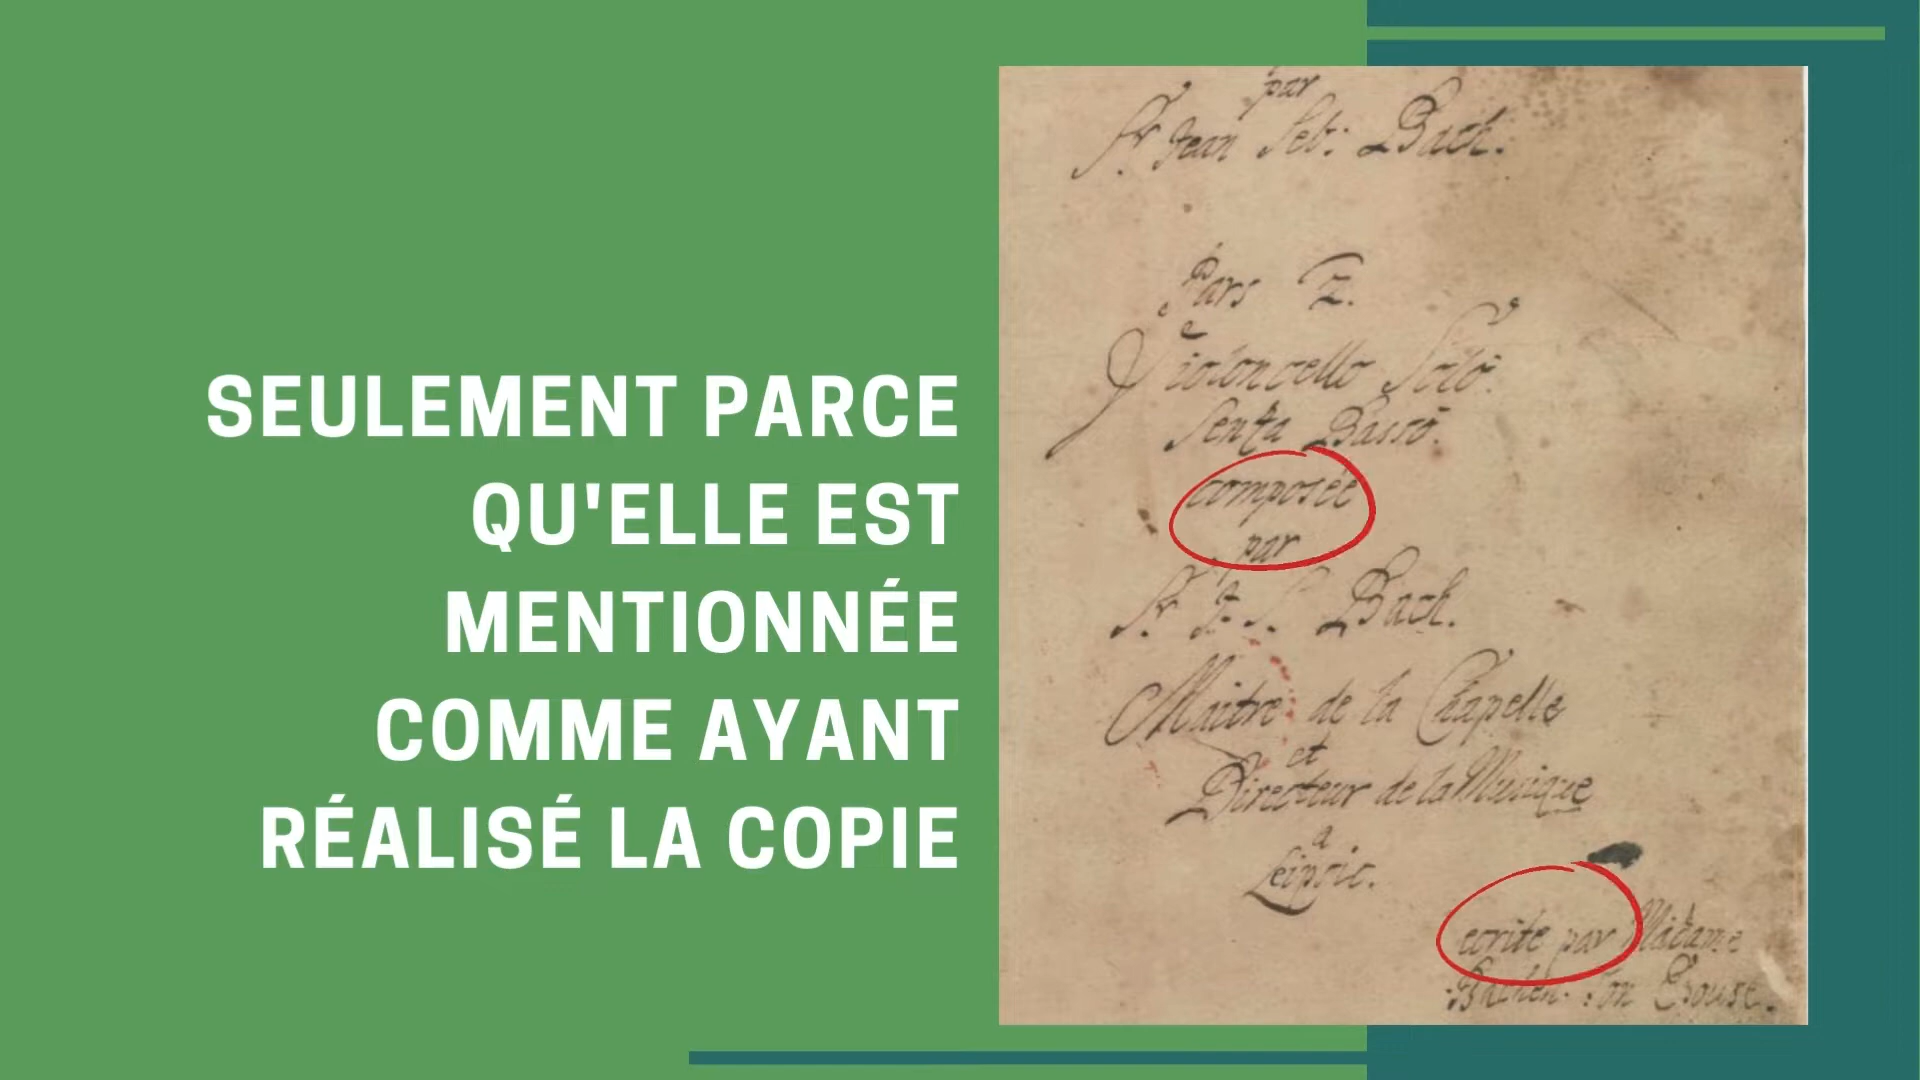 SEULEMENT PARCE
QU'ELLE EST
MENTIONNÉE
COMME AYANT
RÉALISÉ LA COPIE
par
Sr. Jean Seb: Bach.
Pars 2.
Violoncello Solo.
Senza Basso.
composée
par
Sr. J. S. Bach.
Maitre de la Chapelle
et
Directeur de la Musique
a
Leipsic.
ecrite par Madame
Bachen. Son Epouse.